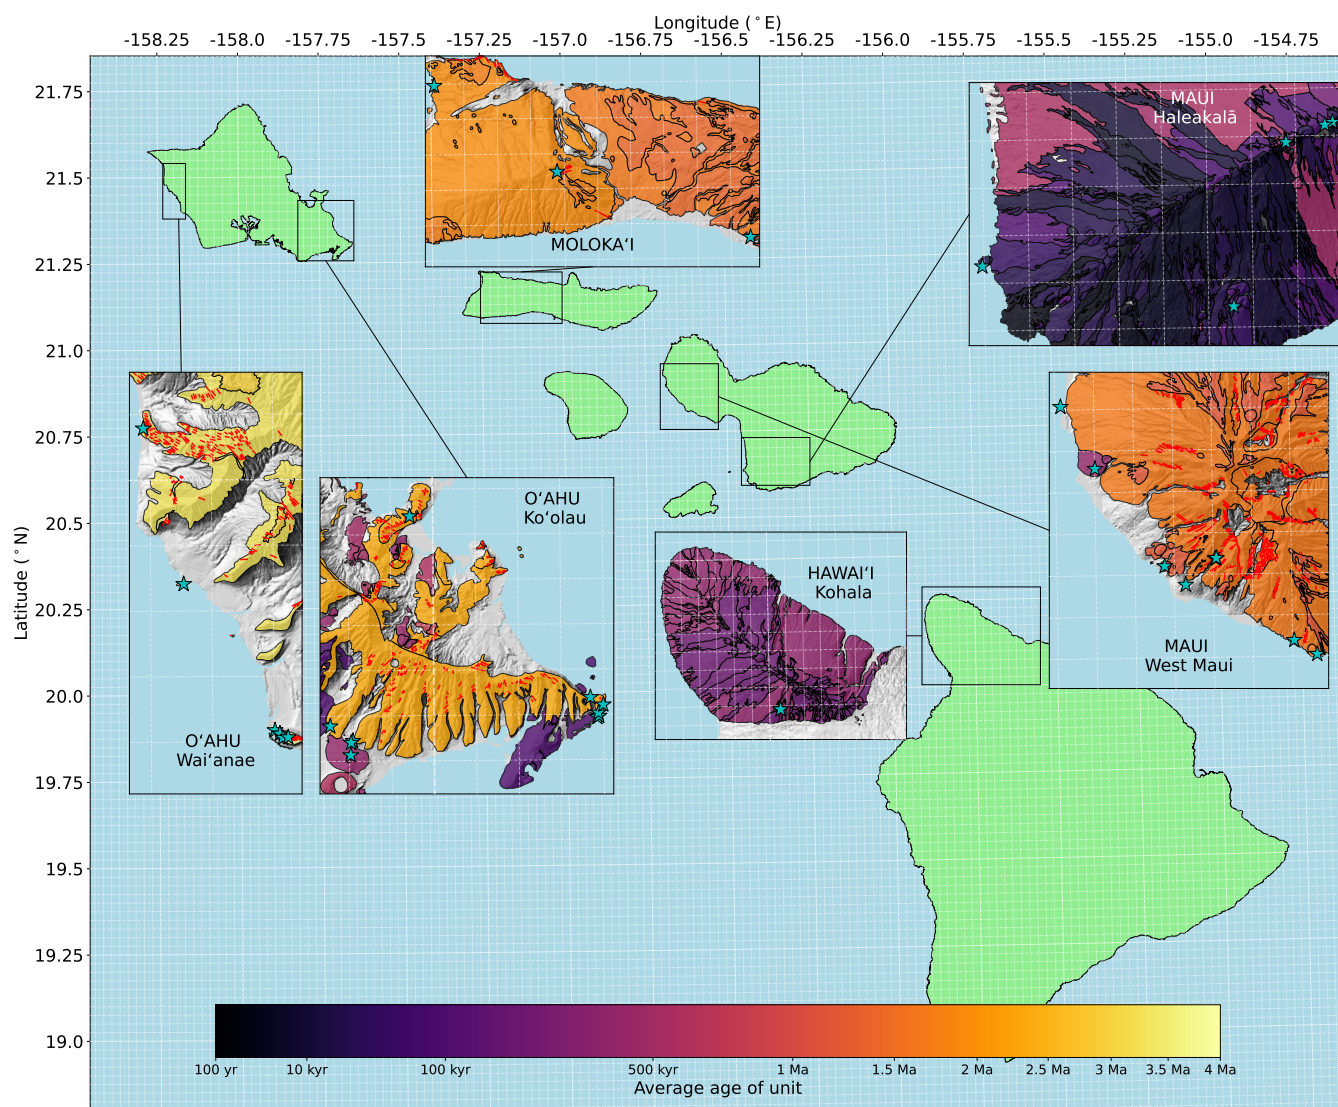 Longitude (°E)
-158.25 -158.0 -157.75 -157.5 -157.25 -157.0 -156.75 -156.5 -156.25 -156.0 -155.75 -155.5 -155.25 -155.0 -154.75
21.75
21.5
21.25
21.0
20.75
20.5
20.25
20.0
19.75
19.5
19.25
19.0
Latitude (°N)
MOLOKAʻI
MAUI
Haleakalā
OʻAHU
Koʻolau
HAWAIʻI
Kohala
MAUI
West Maui
OʻAHU
Waiʻanae
100 yr 10 kyr 100 kyr 500 kyr 1 Ma 1.5 Ma 2 Ma 2.5 Ma 3 Ma 3.5 Ma 4 Ma
Average age of unit